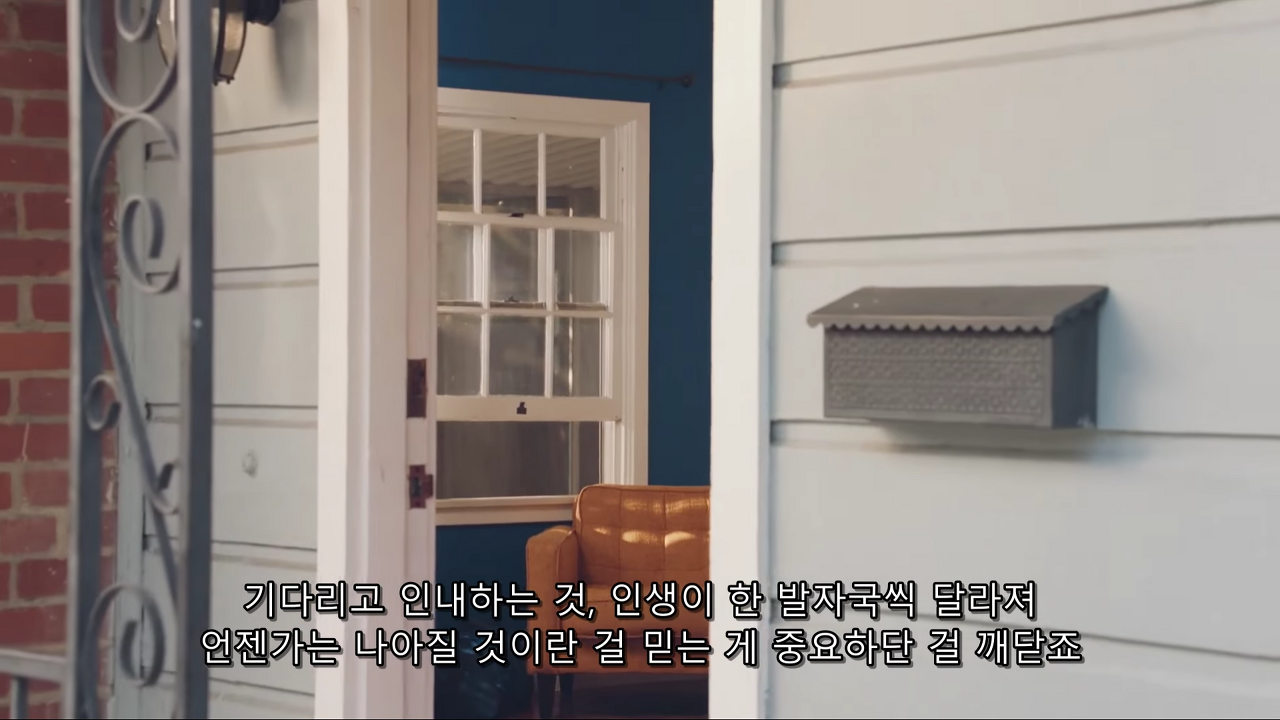 기다리고 인내하는 것, 인생이 한 발자국씩 달라져
언젠가는 나아질 것이란 걸 믿는 게 중요하단 걸 깨닫죠